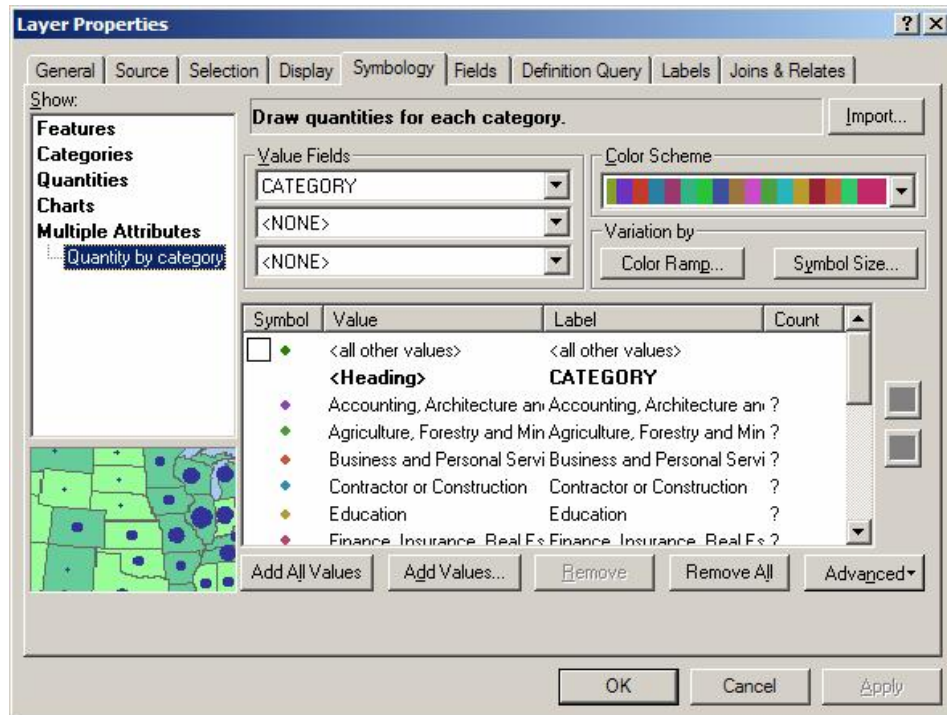 Layer Properties
General Source Selection Display Symbology Fields Definition Query Labels Joins & Relates
Show:
Features
Categories
Quantities
Charts
Multiple Attributes
Quantity by category
Draw quantities for each category.
Import...
Value Fields
CATEGORY
<NONE>
<NONE>
Color Scheme
Variation by
Color Ramp... Symbol Size...
Symbol Value Label Count
<all other values> <all other values>
<Heading> CATEGORY
Accounting, Architecture an Accounting, Architecture an ?
Agriculture, Forestry and Min Agriculture, Forestry and Min ?
Business and Personal Servi Business and Personal Servi ?
Contractor or Construction Contractor or Construction ?
Education Education ?
Finance, Insurance, Real Es Finance, Insurance, Real Es ?
Add All Values Add Values... Remove Remove All Advanced
OK Cancel Apply